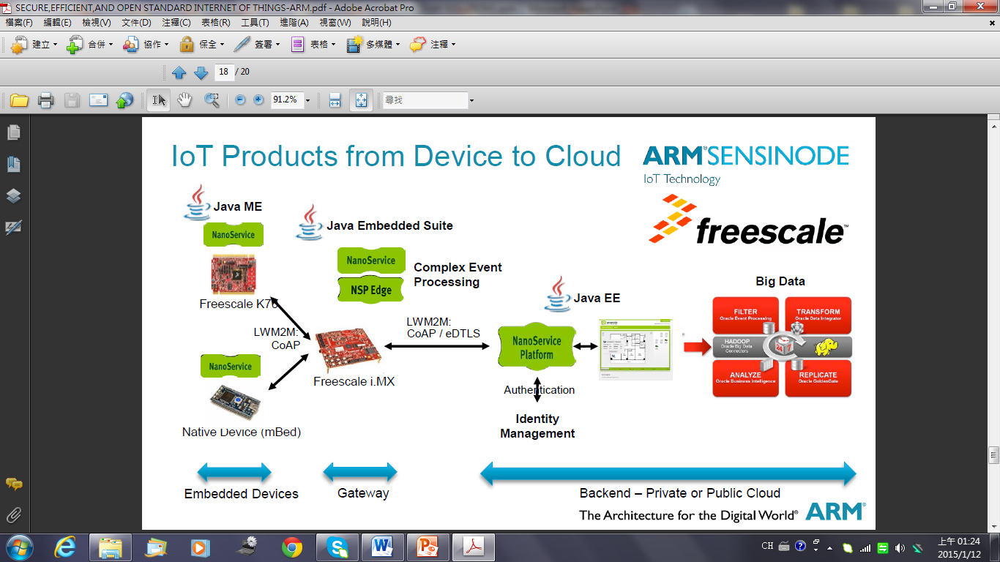 SECURE,EFFICIENT,AND OPEN STANDARD INTERNET OF THINGS-ARM.pdf - Adobe Acrobat Pro
檔案(F) 編輯(E) 檢視(V) 文件(D) 注釋(C) 表格(R) 工具(T) 進階(A) 視窗(W) 說明(H)
建立 合併 協作 保全 簽署 表格 多媒體 注釋
18 / 20
91.2% 尋找
IoT Products from Device to Cloud
ARM®SENSINODE
IoT Technology
freescale™
Java ME
NanoService
Freescale K70
Java Embedded Suite
NanoService
NSP Edge
Complex Event
Processing
LWM2M:
CoAP
NanoService
Native Device (mBed)
Freescale i.MX
LWM2M:
CoAP / eDTLS
Java EE
NanoService
Platform
Authentication
Identity
Management
Big Data
FILTER
Oracle Event Processing
TRANSFORM
Oracle Data Integrator
HADOOP
Oracle Big Data
Connectors
ANALYZE
Oracle Business Intelligence
REPLICATE
Oracle GoldenGate
Embedded Devices
Gateway
Backend – Private or Public Cloud
The Architecture for the Digital World® ARM®
CH
上午 01:24
2015/1/12